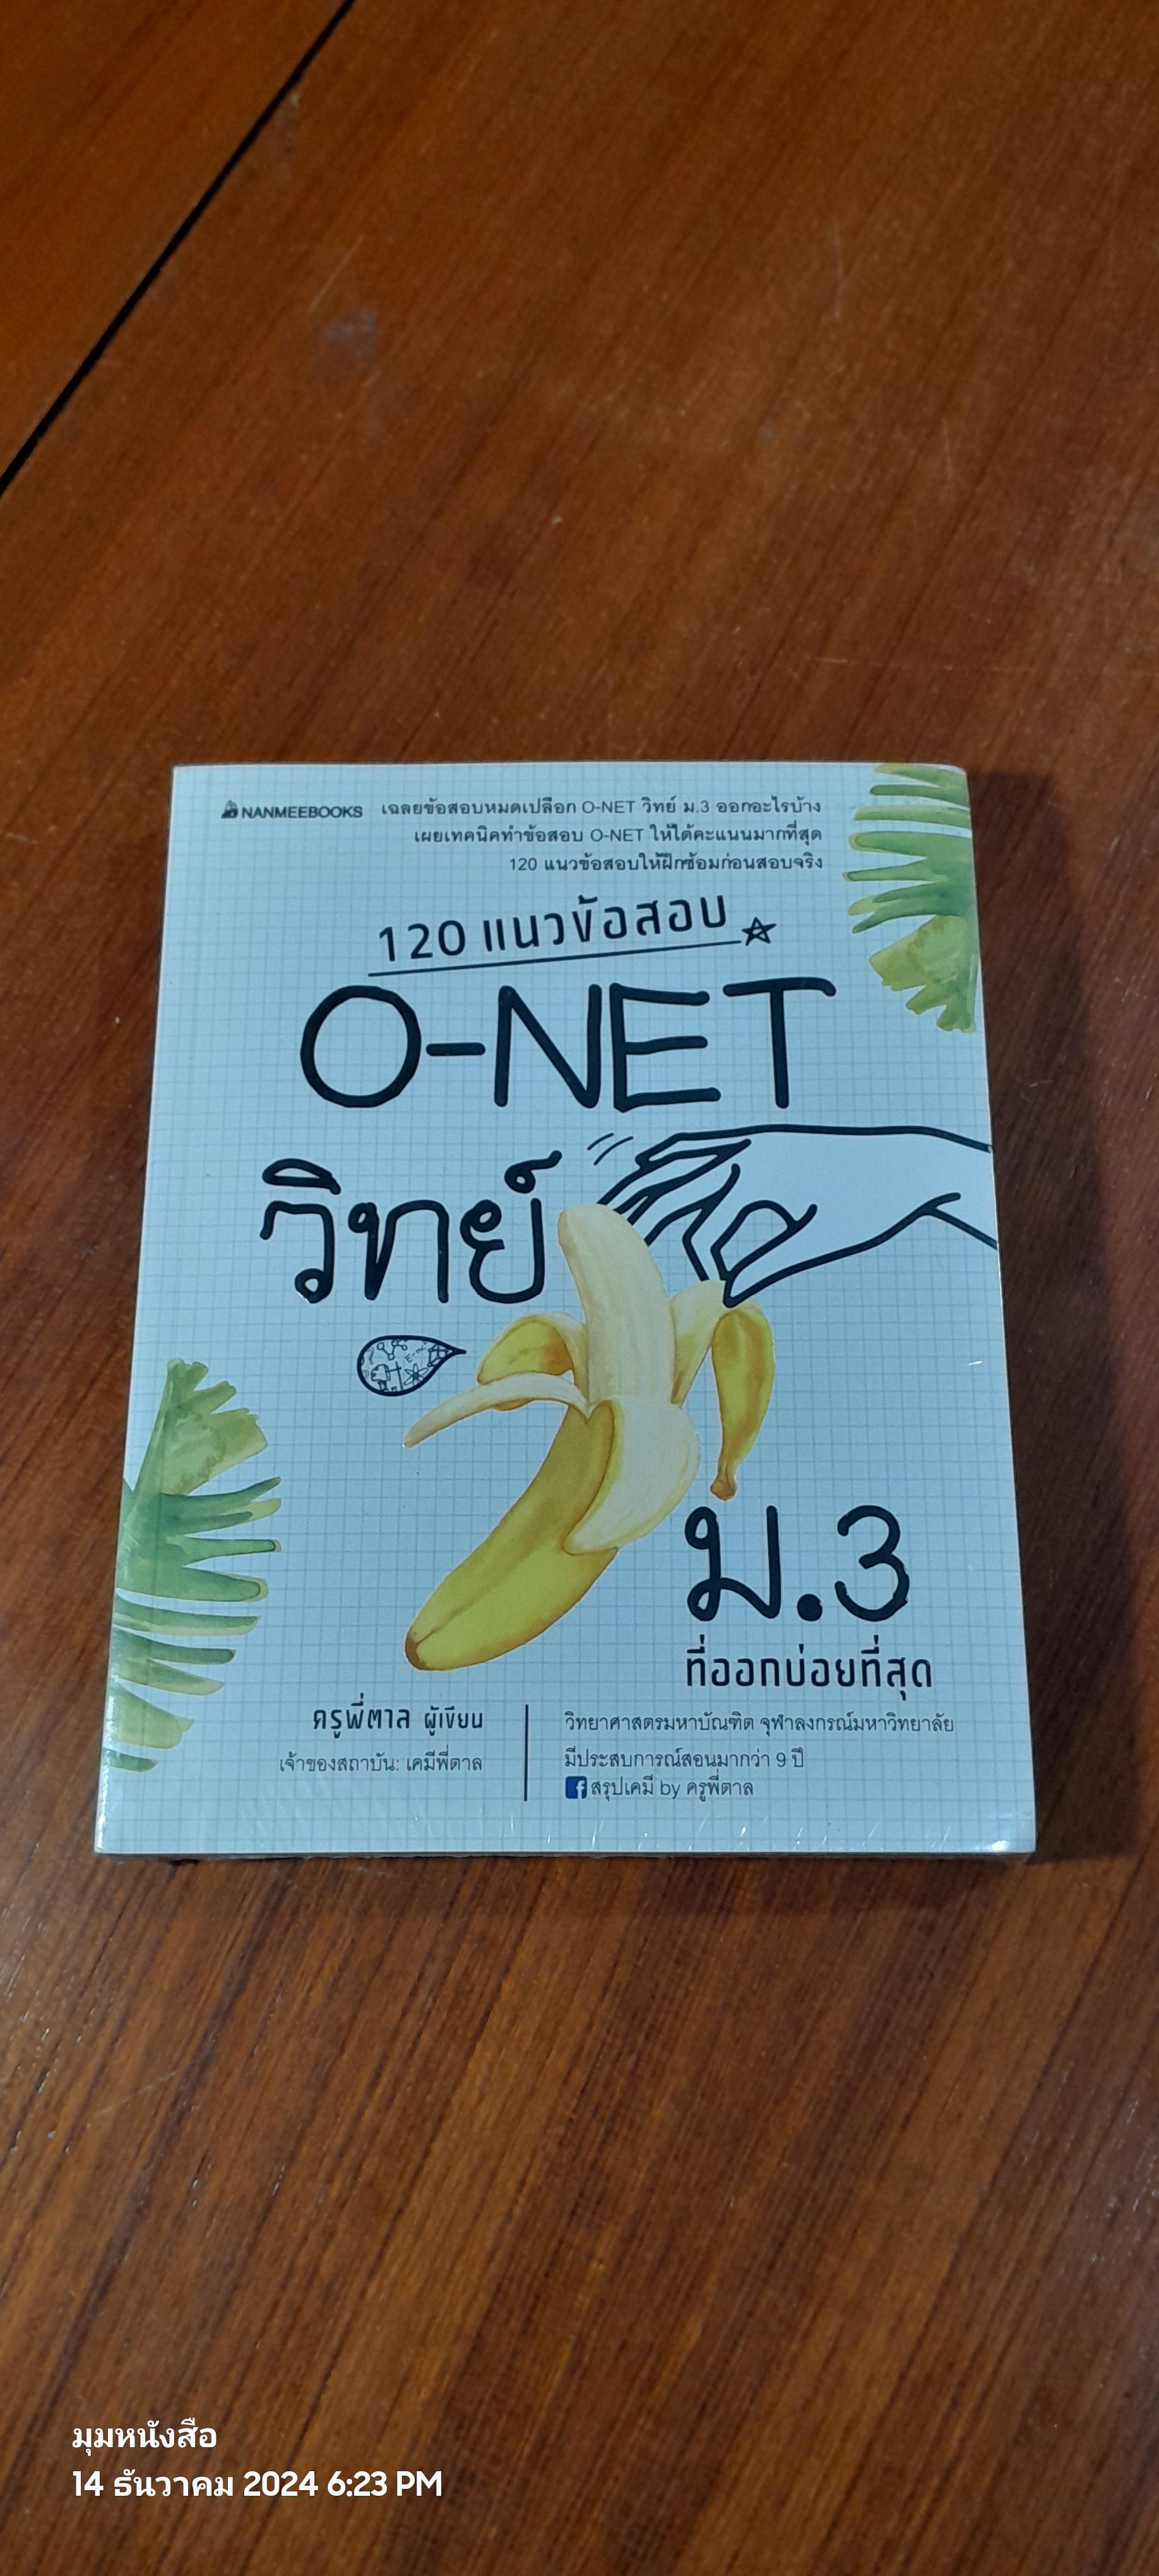 NANMEEBOOKS
เฉลยข้อสอบหมดเปลือก O-NET วิทย์ ม.3 ออกอะไรบ้าง
เผยเทคนิคทำข้อสอบ O-NET ให้ได้คะแนนมากที่สุด
120 แนวข้อสอบให้ฝึกซ้อมก่อนสอบจริง
120 แนวข้อสอบ
O-NET
วิทย์
ม.3
ที่ออกบ่อยที่สุด
ครูพี่ตาล ผู้เขียน
เจ้าของสถาบัน: เคมีพี่ตาล
วิทยาศาสตรมหาบัณฑิต จุฬาลงกรณ์มหาวิทยาลัย
มีประสบการณ์สอนมากว่า 9 ปี
f สรุปเคมี by ครูพี่ตาล
มุมหนังสือ
14 ธันวาคม 2024 6:23 PM